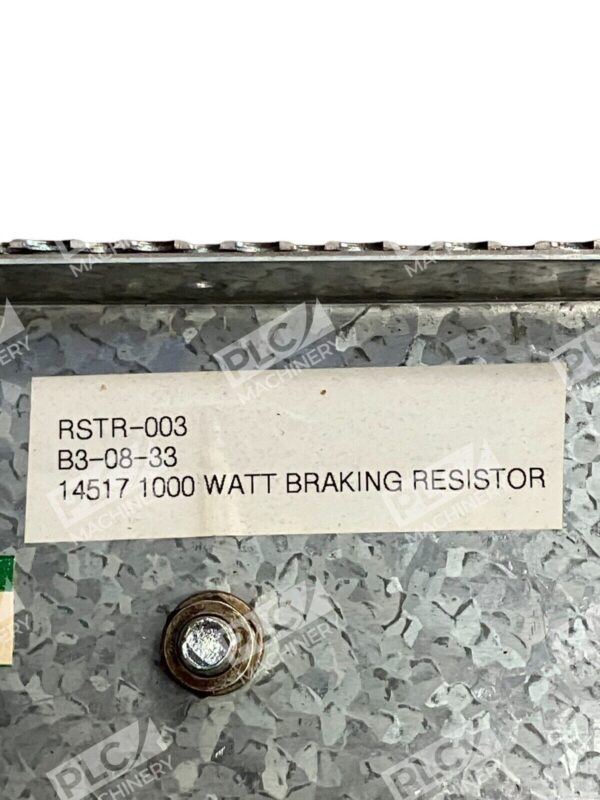 RSTR-003
B3-08-33
14517 1000 WATT BRAKING RESISTOR
PLC MACHINERY